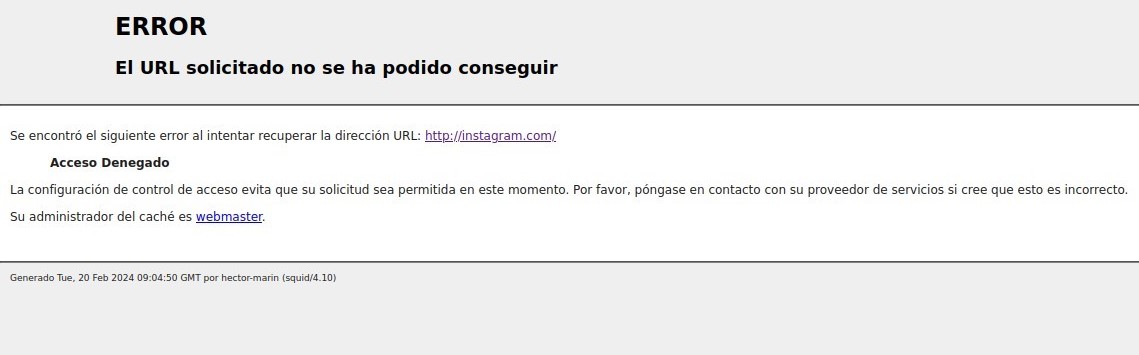 ERROR
El URL solicitado no se ha podido conseguir
Se encontró el siguiente error al intentar recuperar la dirección URL: http://instagram.com/
Acceso Denegado
La configuración de control de acceso evita que su solicitud sea permitida en este momento. Por favor, póngase en contacto con su proveedor de servicios si cree que esto es incorrecto.
Su administrador del caché es webmaster.
Generado Tue, 20 Feb 2024 09:04:50 GMT por hector-marin (squid/4.10)